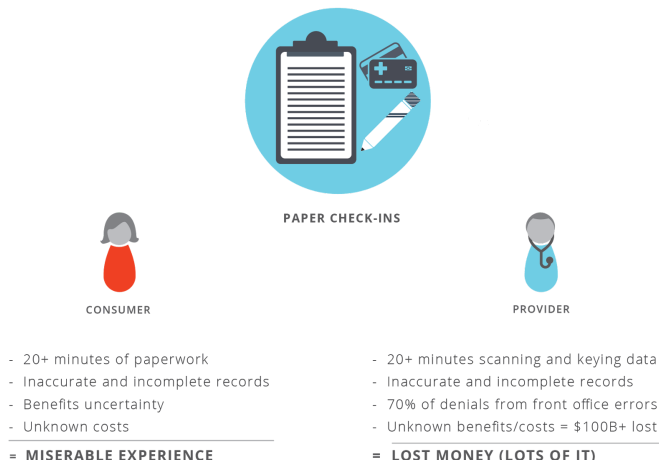 PAPER CHECK-INS
CONSUMER
- 20+ minutes of paperwork
- Inaccurate and incomplete records
- Benefits uncertainty
- Unknown costs
= MISERABLE EXPERIENCE
PROVIDER
- 20+ minutes scanning and keying data
- Inaccurate and incomplete records
- 70% of denials from front office errors
- Unknown benefits/costs = $100B+ lost
= LOST MONEY (LOTS OF IT)